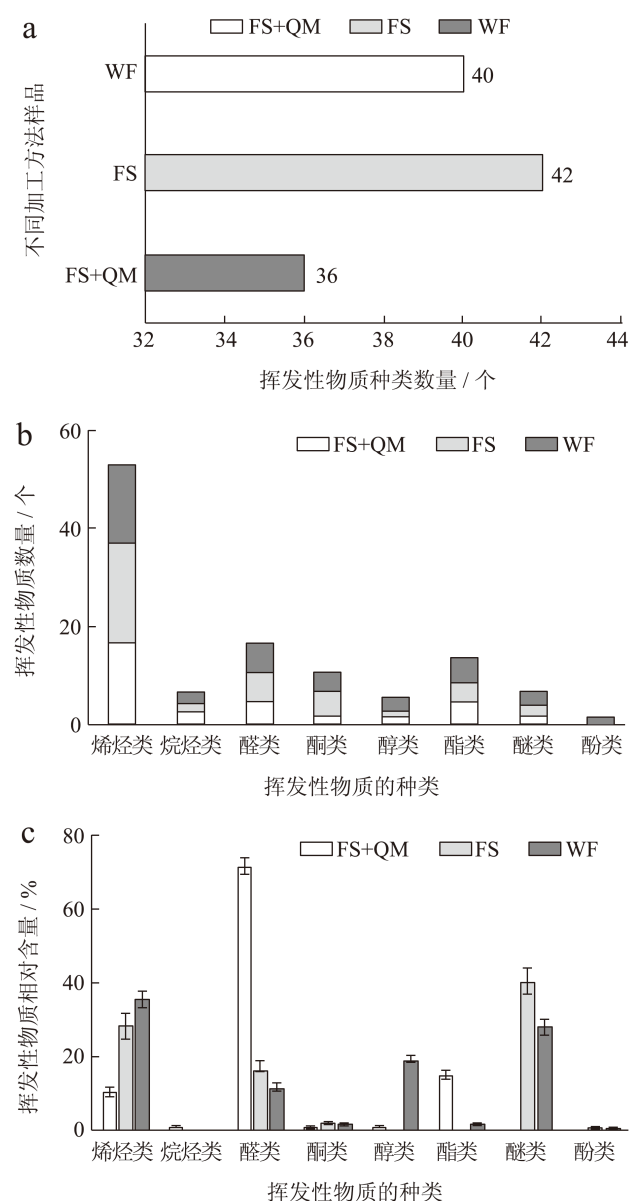 a
FS+QM FS WF
不同加工方法样品
WF
40
FS
42
FS+QM
36
32 34 36 38 40 42 44
挥发性物质种类数量 / 个
b
FS+QM FS WF
挥发性物质数量 / 个
60
40
20
0
烯烃类 烷烃类 醛类 酮类 醇类 酯类 醚类 酚类
挥发性物质的种类
c
FS+QM FS WF
挥发性物质相对含量 / %
80
60
40
20
0
烯烃类 烷烃类 醛类 酮类 醇类 酯类 醚类 酚类
挥发性物质的种类